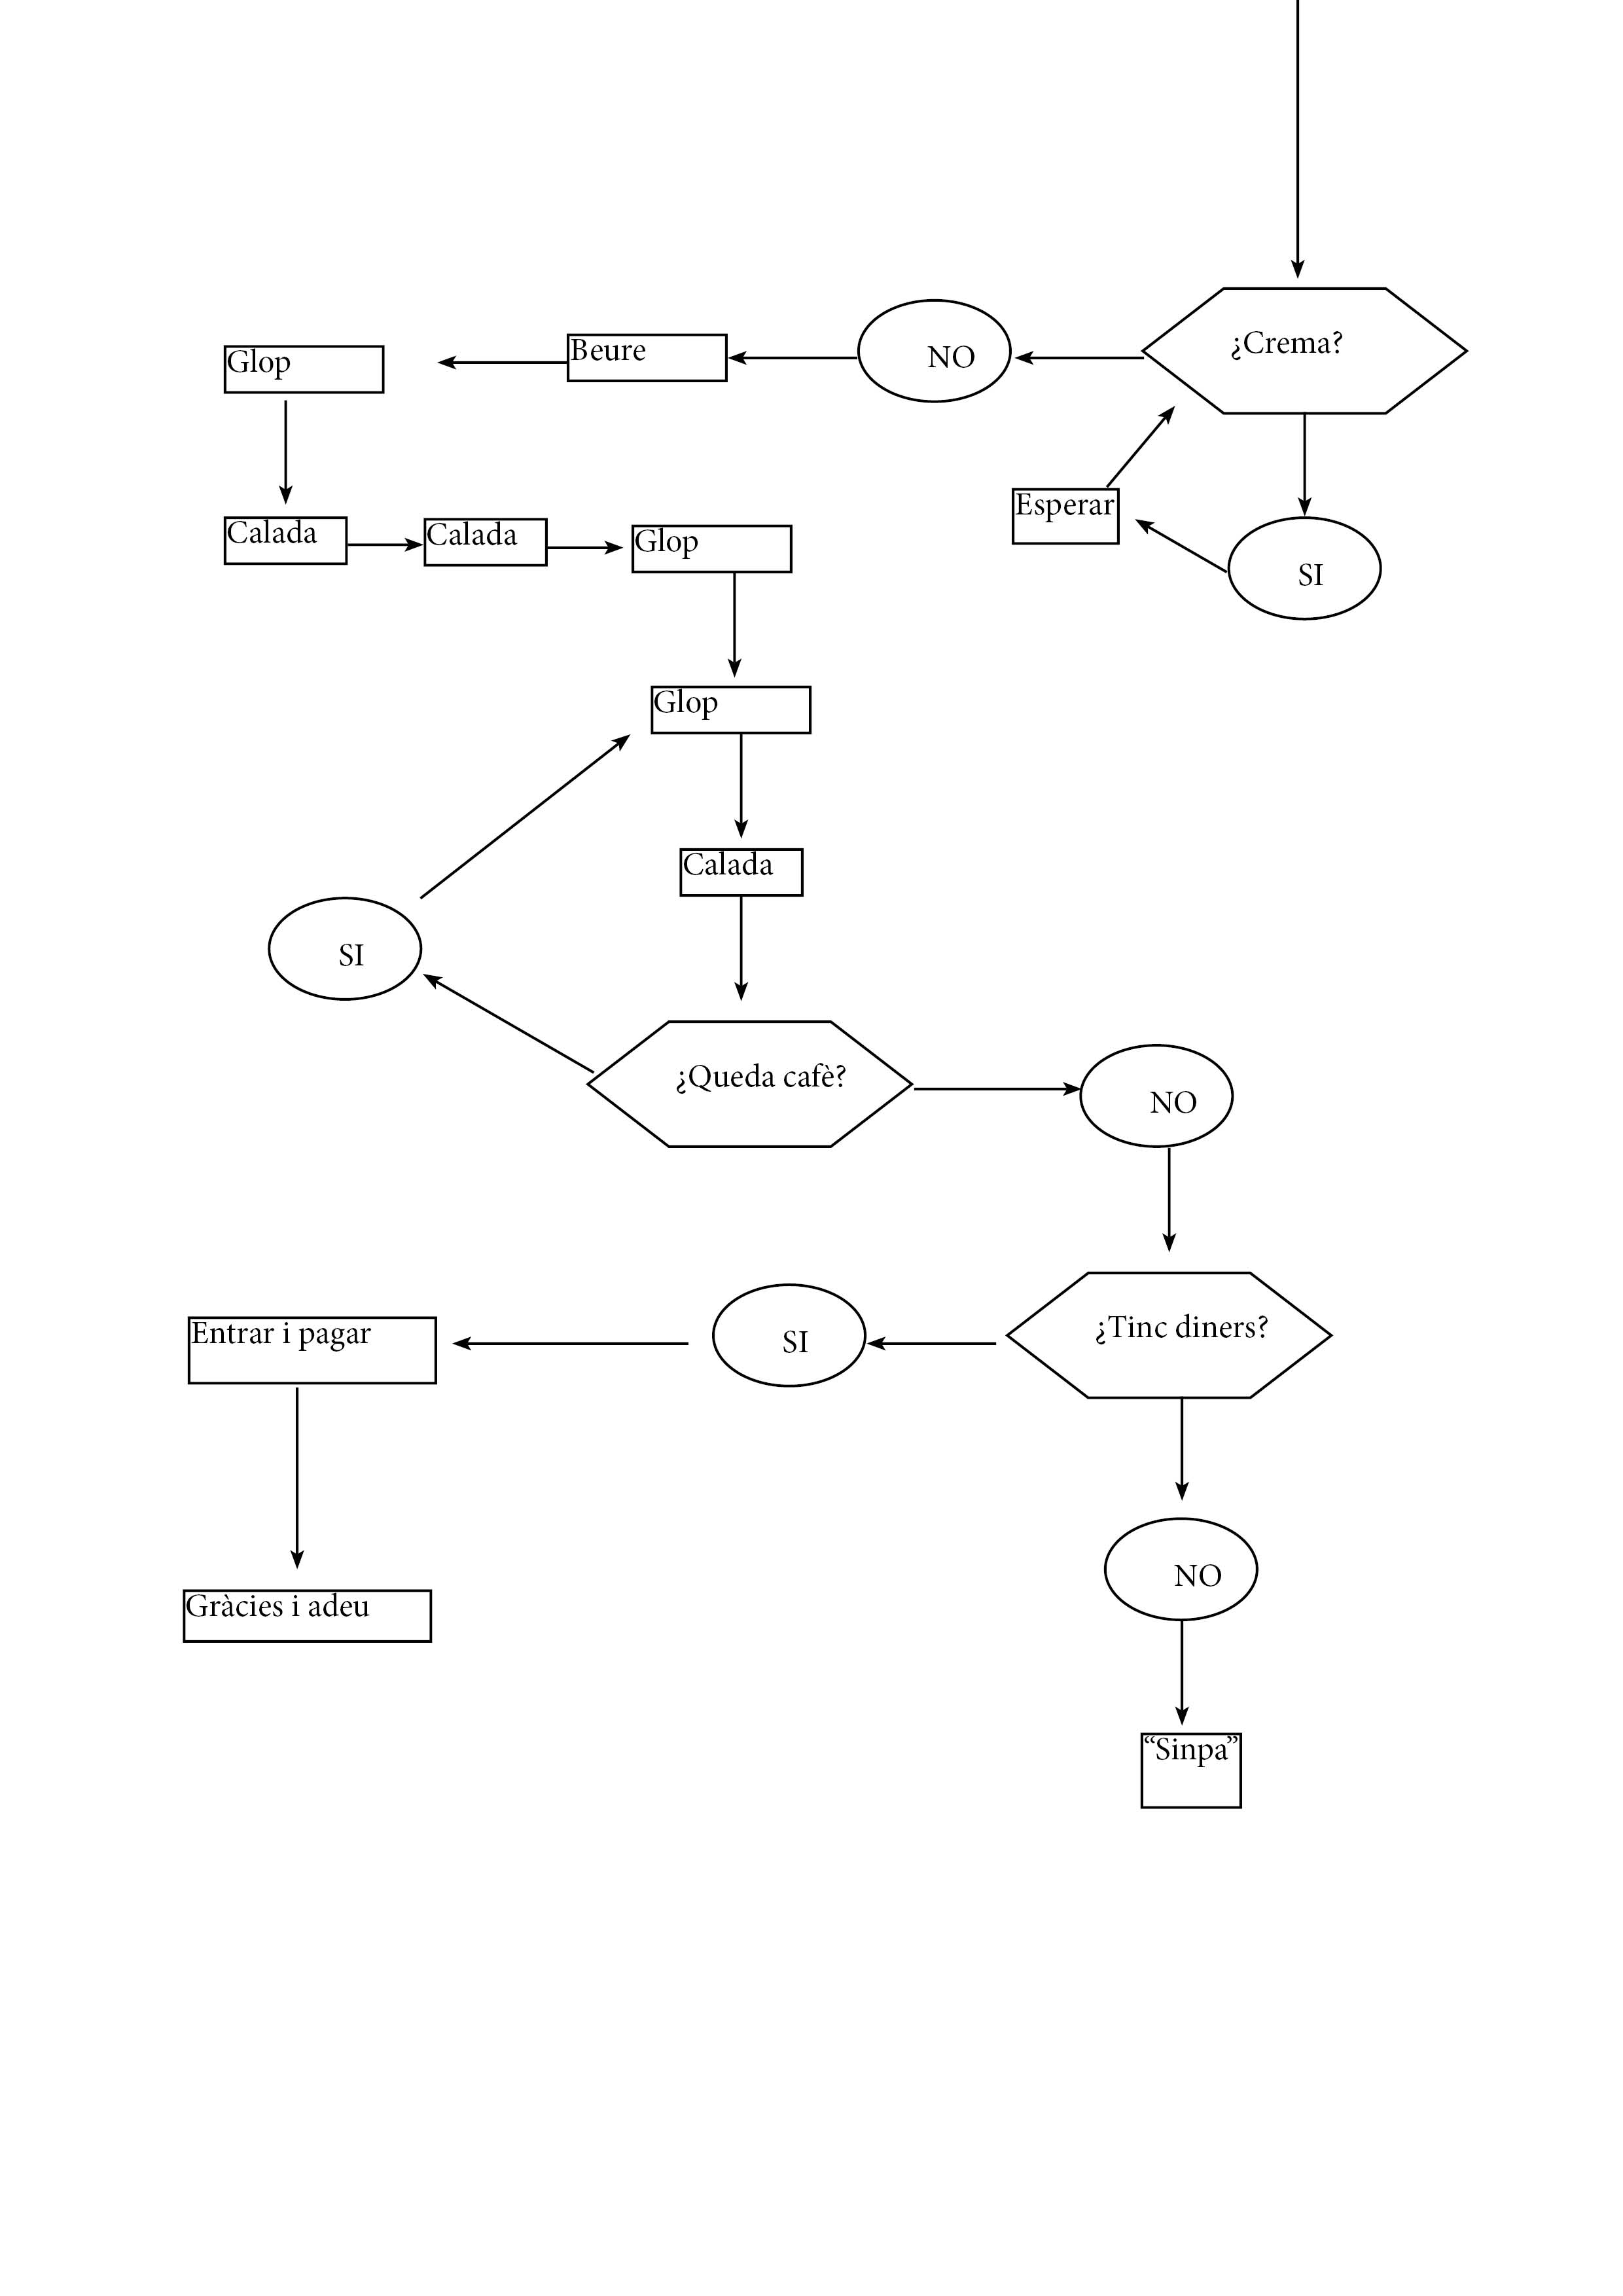 ¿Crema?
NO
Beure
Glop
Esperar
SI
Calada
Calada
Glop
Glop
Calada
SI
¿Queda cafè?
NO
¿Tinc diners?
SI
Entrar i pagar
NO
Gràcies i adeu
“Sinpa”